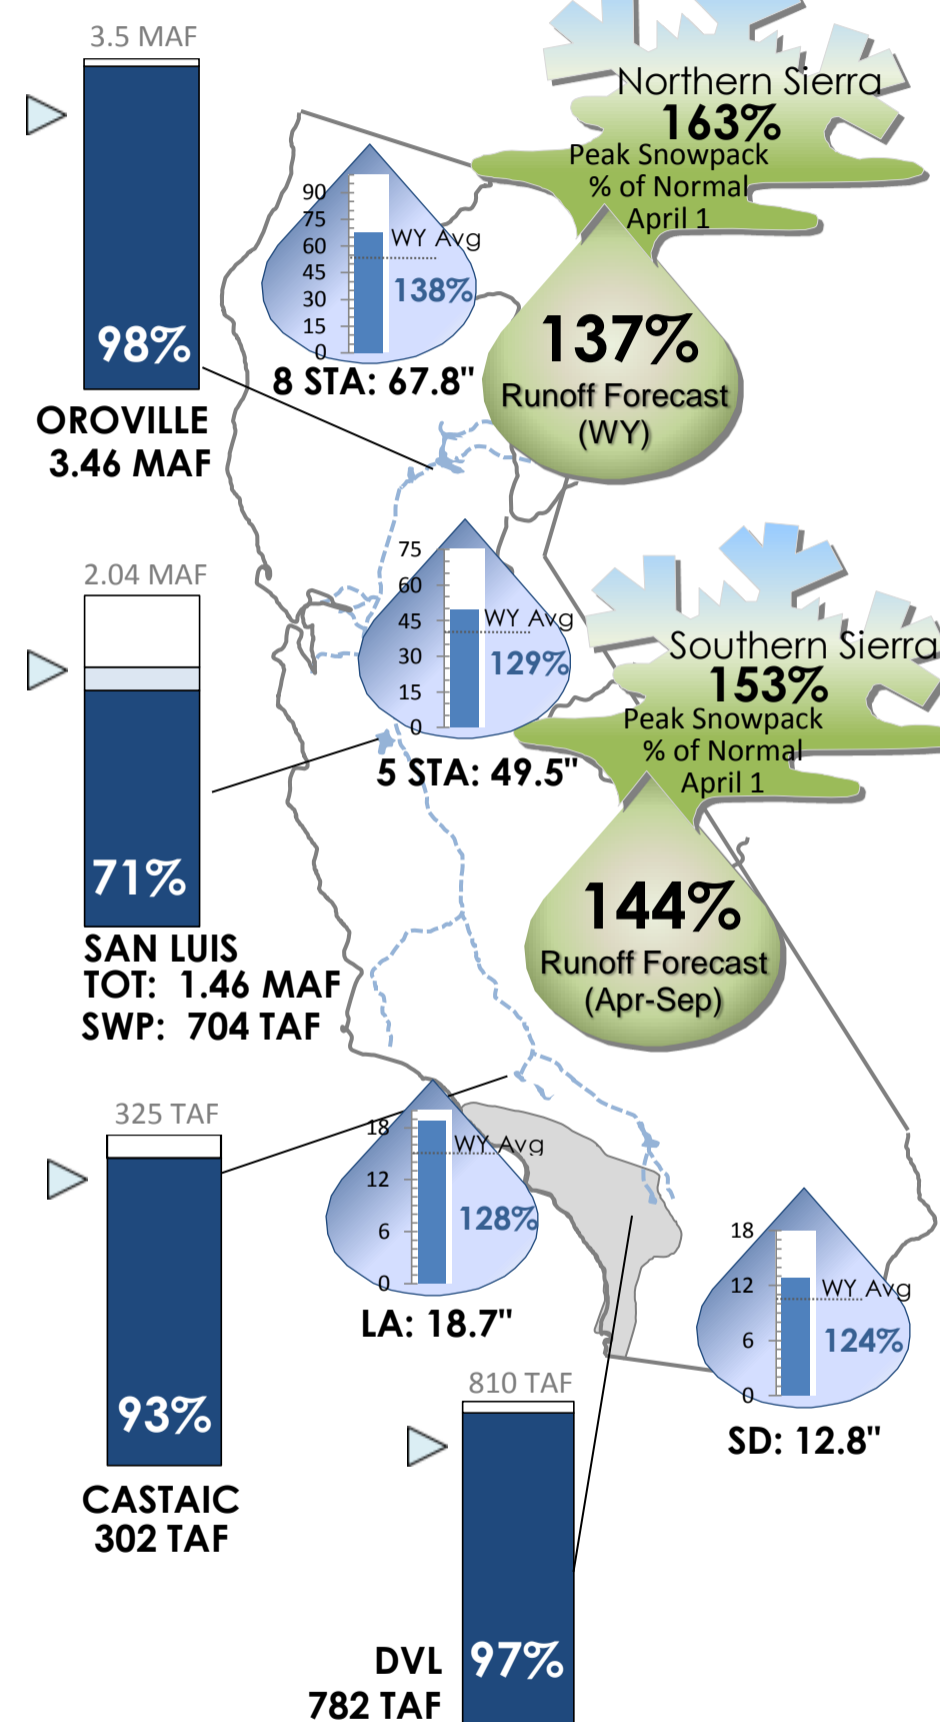 3.5 MAF
98%
OROVILLE
3.46 MAF
Northern Sierra
163%
Peak Snowpack
% of Normal
April 1
137%
Runoff Forecast
(WY)
90
75
60
45
30
15
0
WY Avg
138%
8 STA: 67.8"
2.04 MAF
71%
SAN LUIS
TOT: 1.46 MAF
SWP: 704 TAF
75
60
45
30
15
0
WY Avg
129%
5 STA: 49.5"
Southern Sierra
153%
Peak Snowpack
% of Normal
April 1
144%
Runoff Forecast
(Apr-Sep)
325 TAF
93%
CASTAIC
302 TAF
18
12
6
0
WY Avg
128%
LA: 18.7"
18
12
6
0
WY Avg
124%
SD: 12.8"
810 TAF
97%
DVL
782 TAF